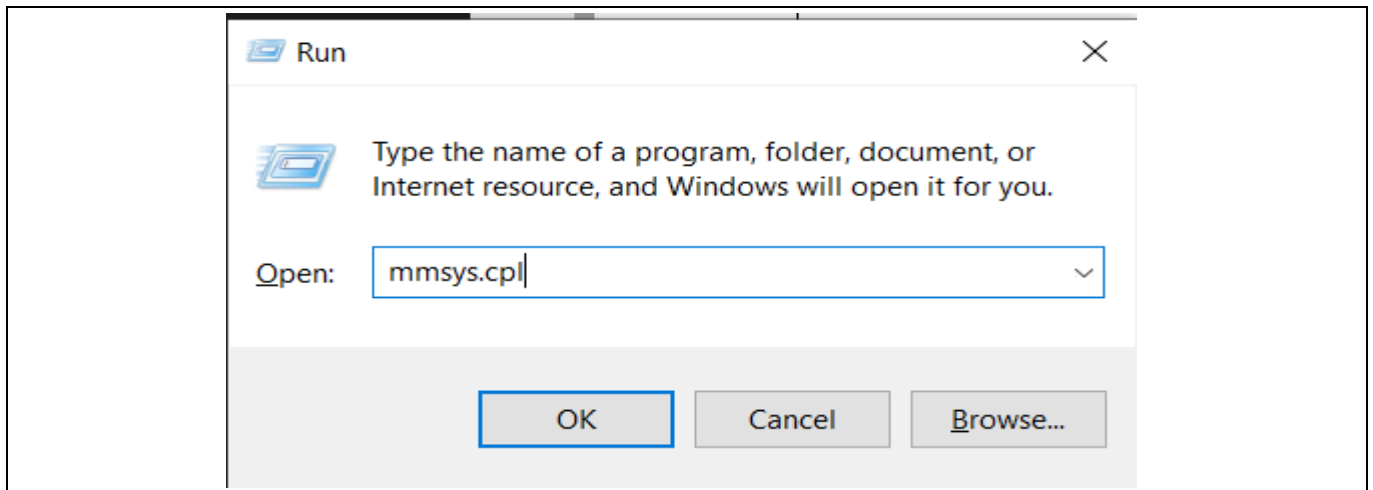 Run
Type the name of a program, folder, document, or
Internet resource, and Windows will open it for you.
Open: mmsys.cpl
OK Cancel Browse...